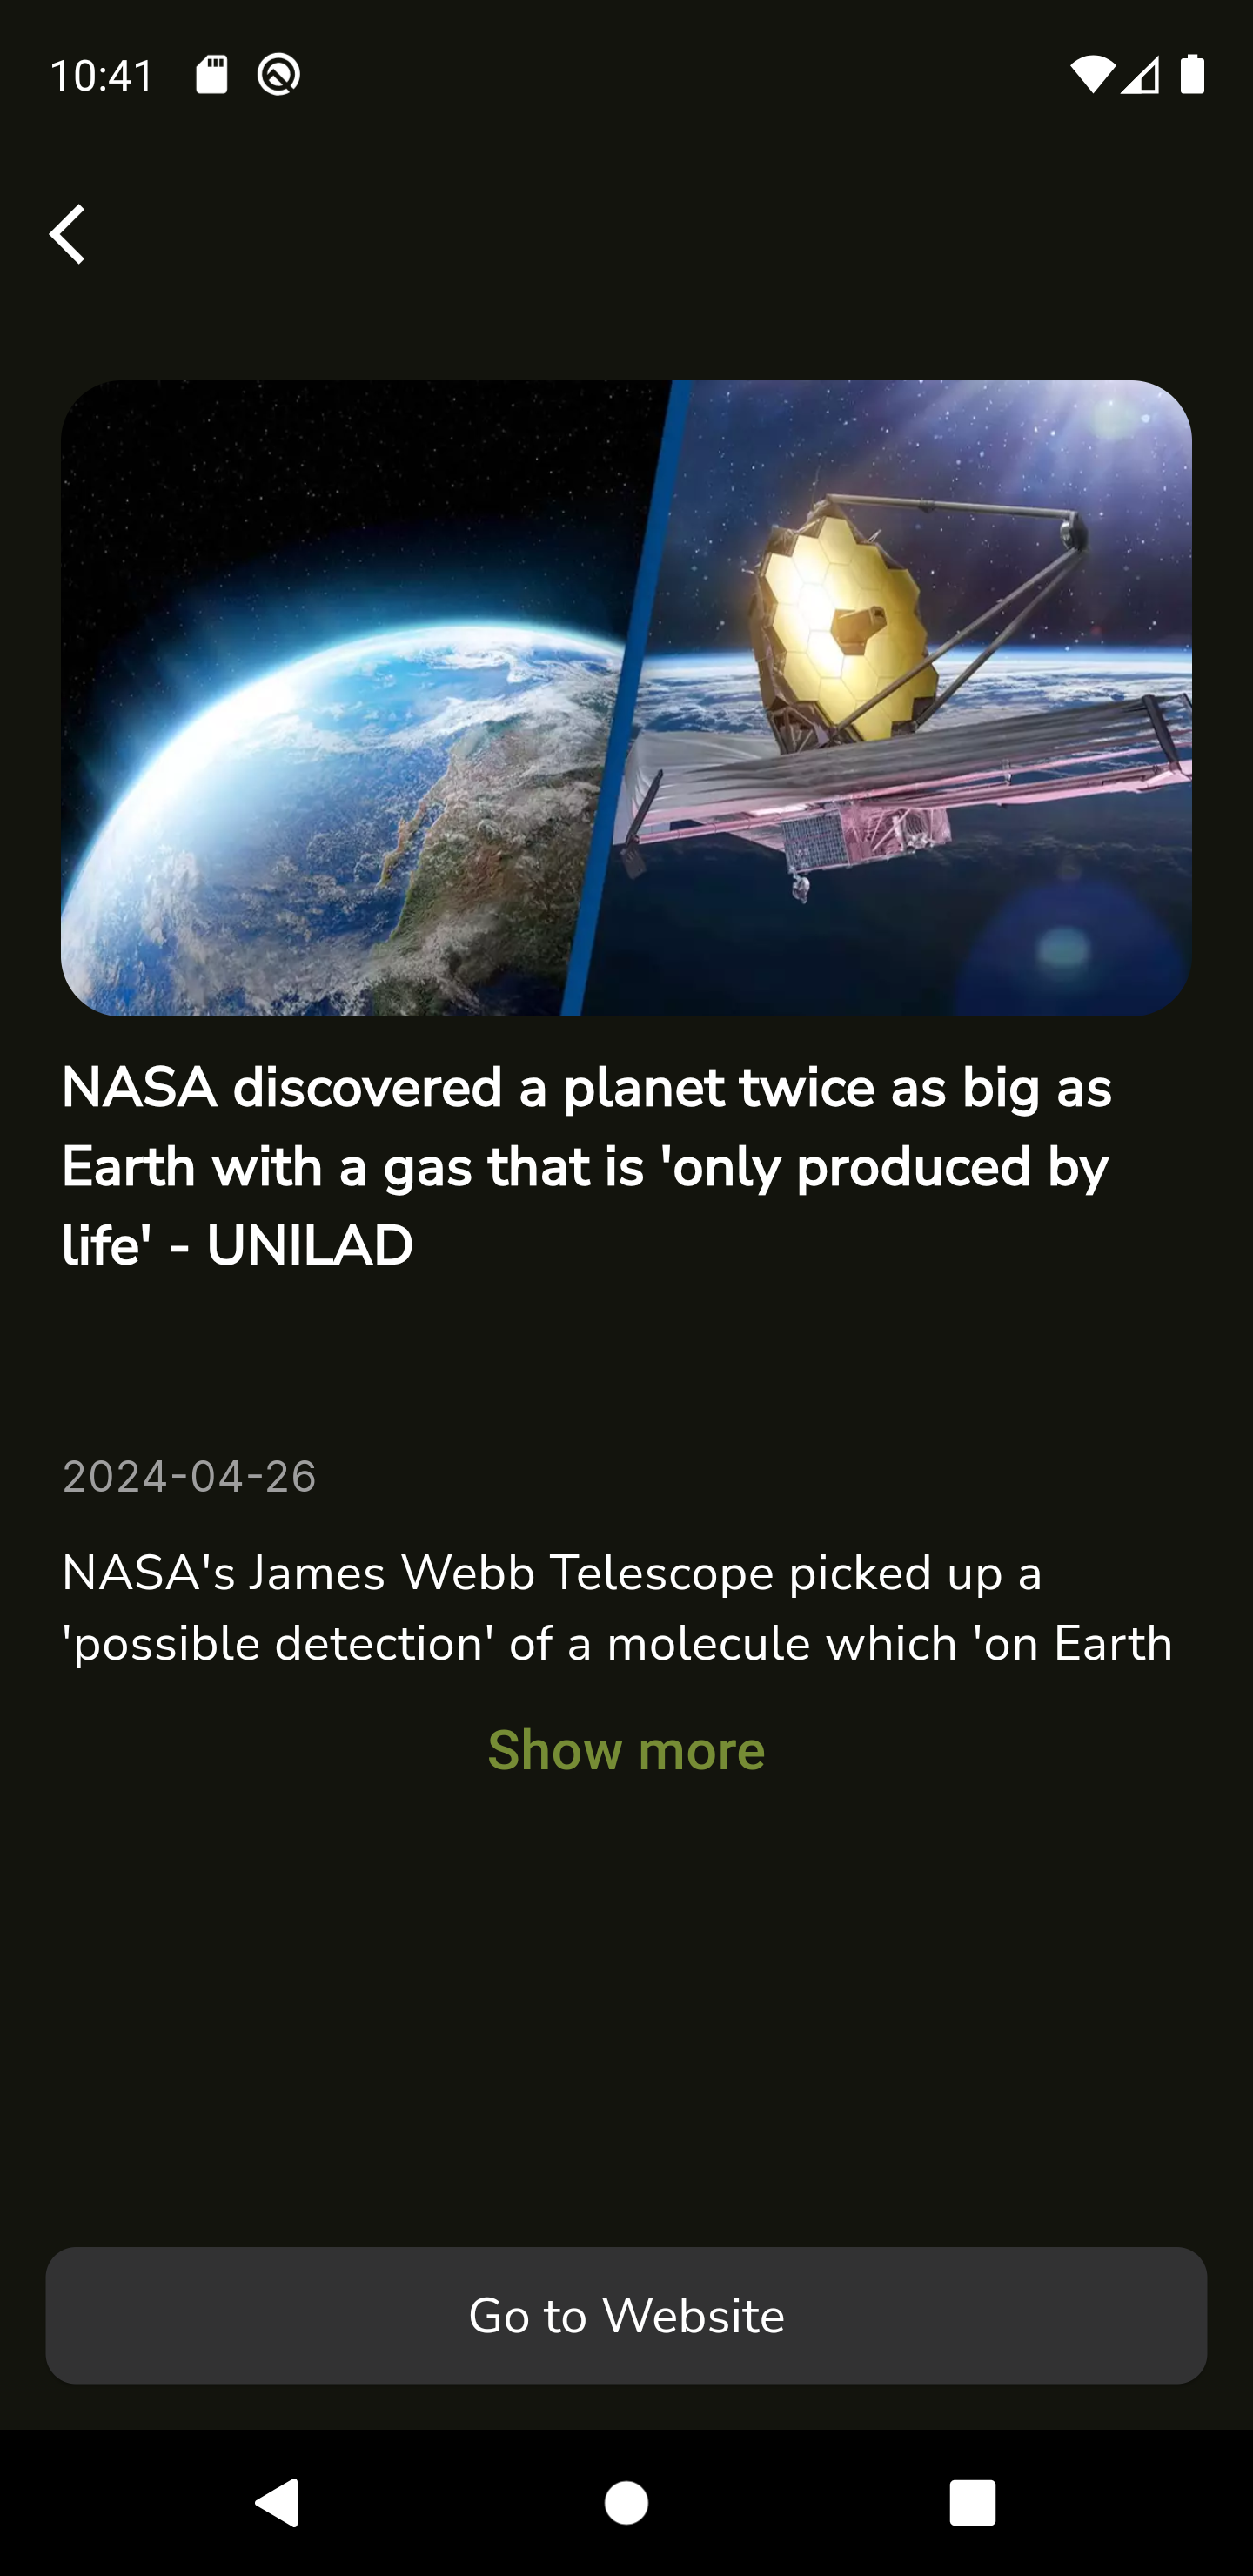 10:41
NASA discovered a planet twice as big as
Earth with a gas that is 'only produced by
life' - UNILAD
2024-04-26
NASA's James Webb Telescope picked up a
'possible detection' of a molecule which 'on Earth
Show more
Go to Website